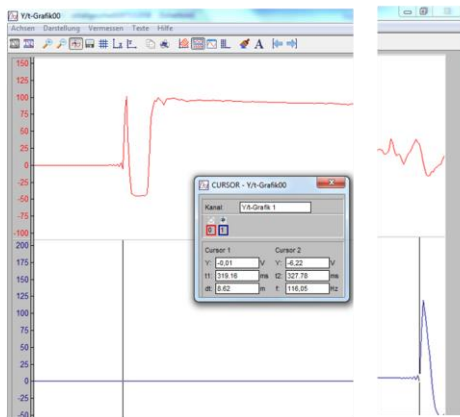 Y/t-Grafik00
Achsen Darstellung Vermessen Texte Hilfe
150
125
100
75
50
25
0
-25
-50
-75
-100
200
175
150
125
100
75
50
25
0
-25
-50
CURSOR - Y/t-Grafik00
Kanal: Y/t-Grafik 1
0 1
Cursor 1 Cursor 2
Y: -0,01 V Y: -6,22 V
t1: 319.16 ms t2: 327.78 ms
dt: 8.62 m f: 116,05 Hz